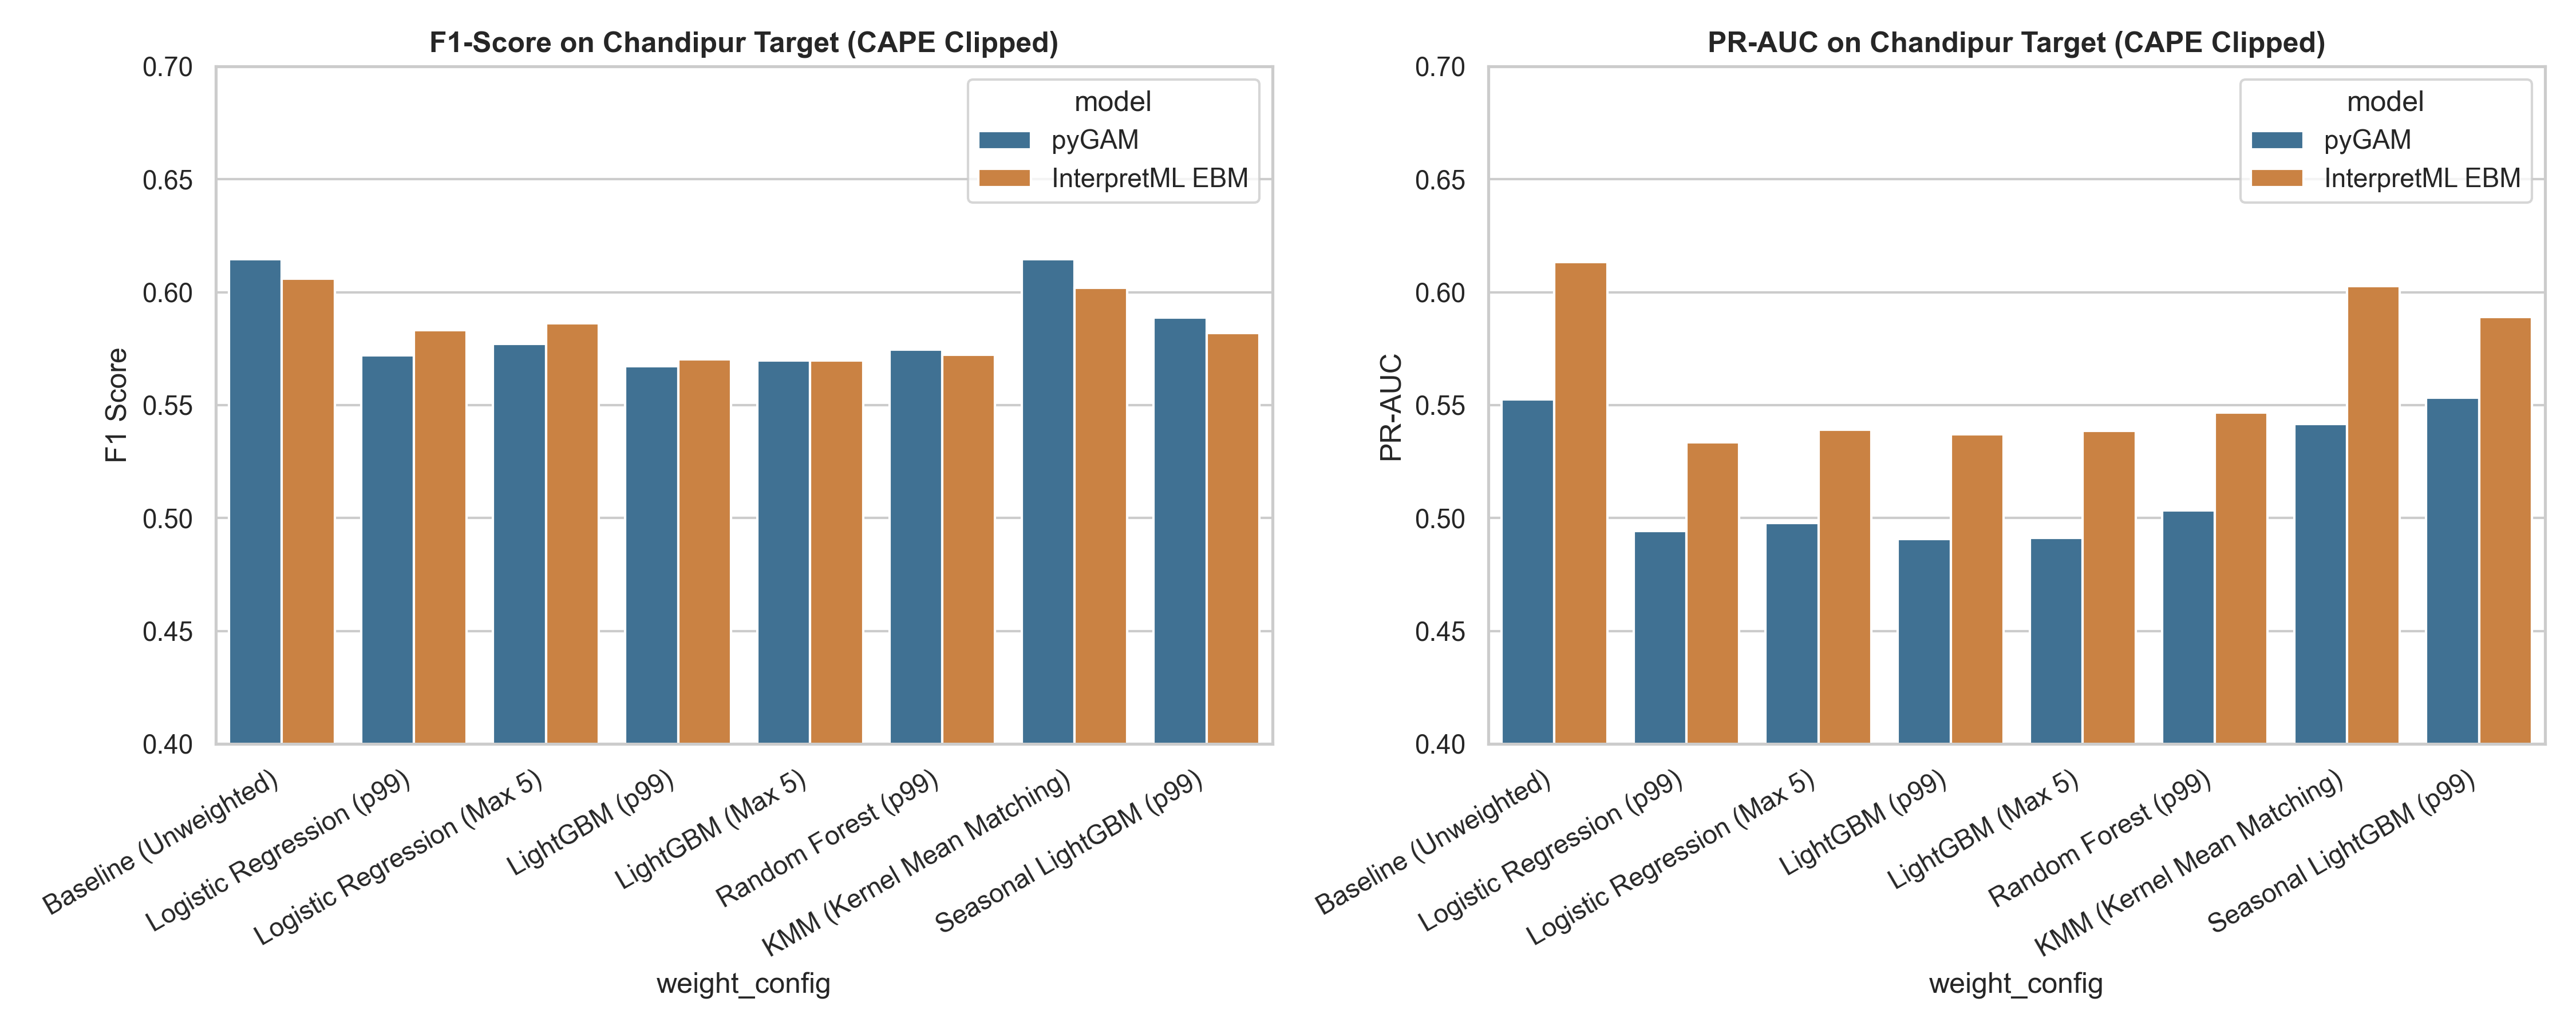 F1-Score on Chandipur Target (CAPE Clipped)
0.70
0.65
0.60
0.55
0.50
0.45
0.40
F1 Score
model
pyGAM
InterpretML EBM
Baseline (Unweighted)
Logistic Regression (p99)
Logistic Regression (Max 5)
LightGBM (p99)
LightGBM (Max 5)
Random Forest (p99)
KMM (Kernel Mean Matching)
Seasonal LightGBM (p99)
weight_config
PR-AUC on Chandipur Target (CAPE Clipped)
0.70
0.65
0.60
0.55
0.50
0.45
0.40
PR-AUC
model
pyGAM
InterpretML EBM
Baseline (Unweighted)
Logistic Regression (p99)
Logistic Regression (Max 5)
LightGBM (p99)
LightGBM (Max 5)
Random Forest (p99)
KMM (Kernel Mean Matching)
Seasonal LightGBM (p99)
weight_config